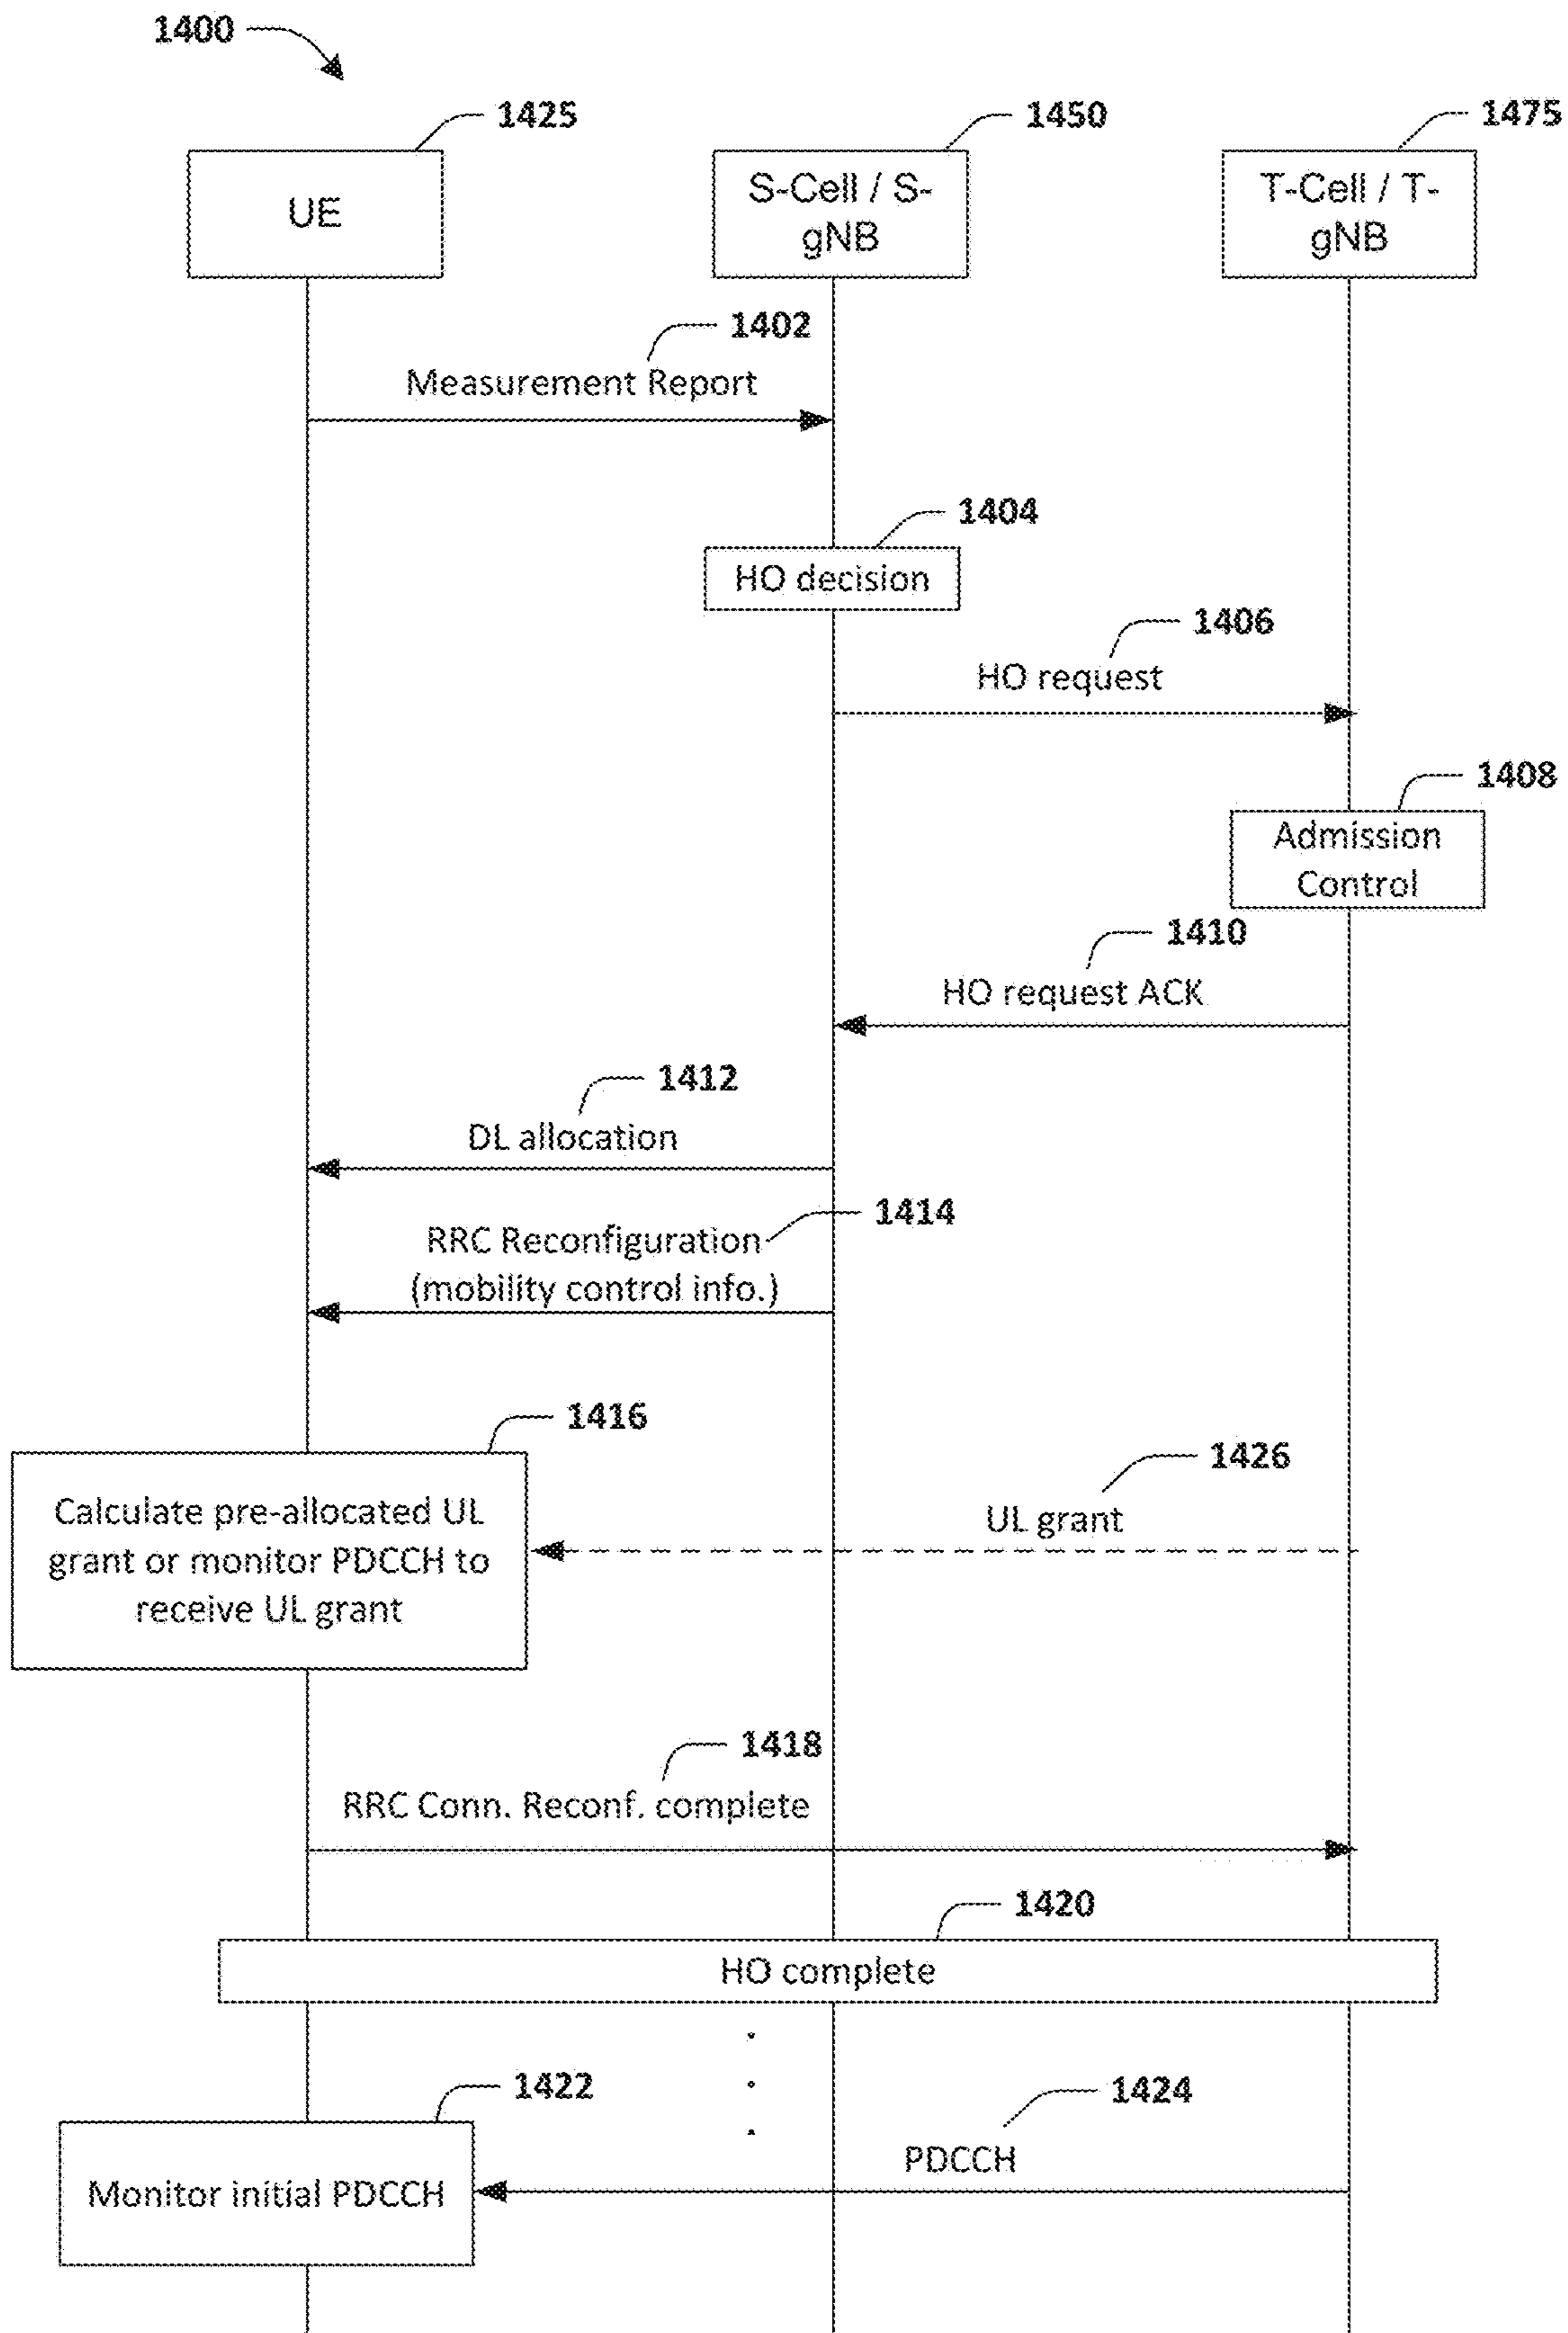 1400
1425
1450
1475
UE
S-Cell / S-
gNB
T-Cell / T-
gNB
1402
Measurement Report
1404
HO decision
1406
HO request
1408
Admission
Control
1410
HO request ACK
1412
DL allocation
1414
RRC Reconfiguration
(mobility control info.)
1416
Calculate pre-allocated UL
grant or monitor PDCCH to
receive UL grant
1426
UL grant
1418
RRC Conn. Reconf. complete
1420
HO complete
1422
Monitor initial PDCCH
1424
PDCCH